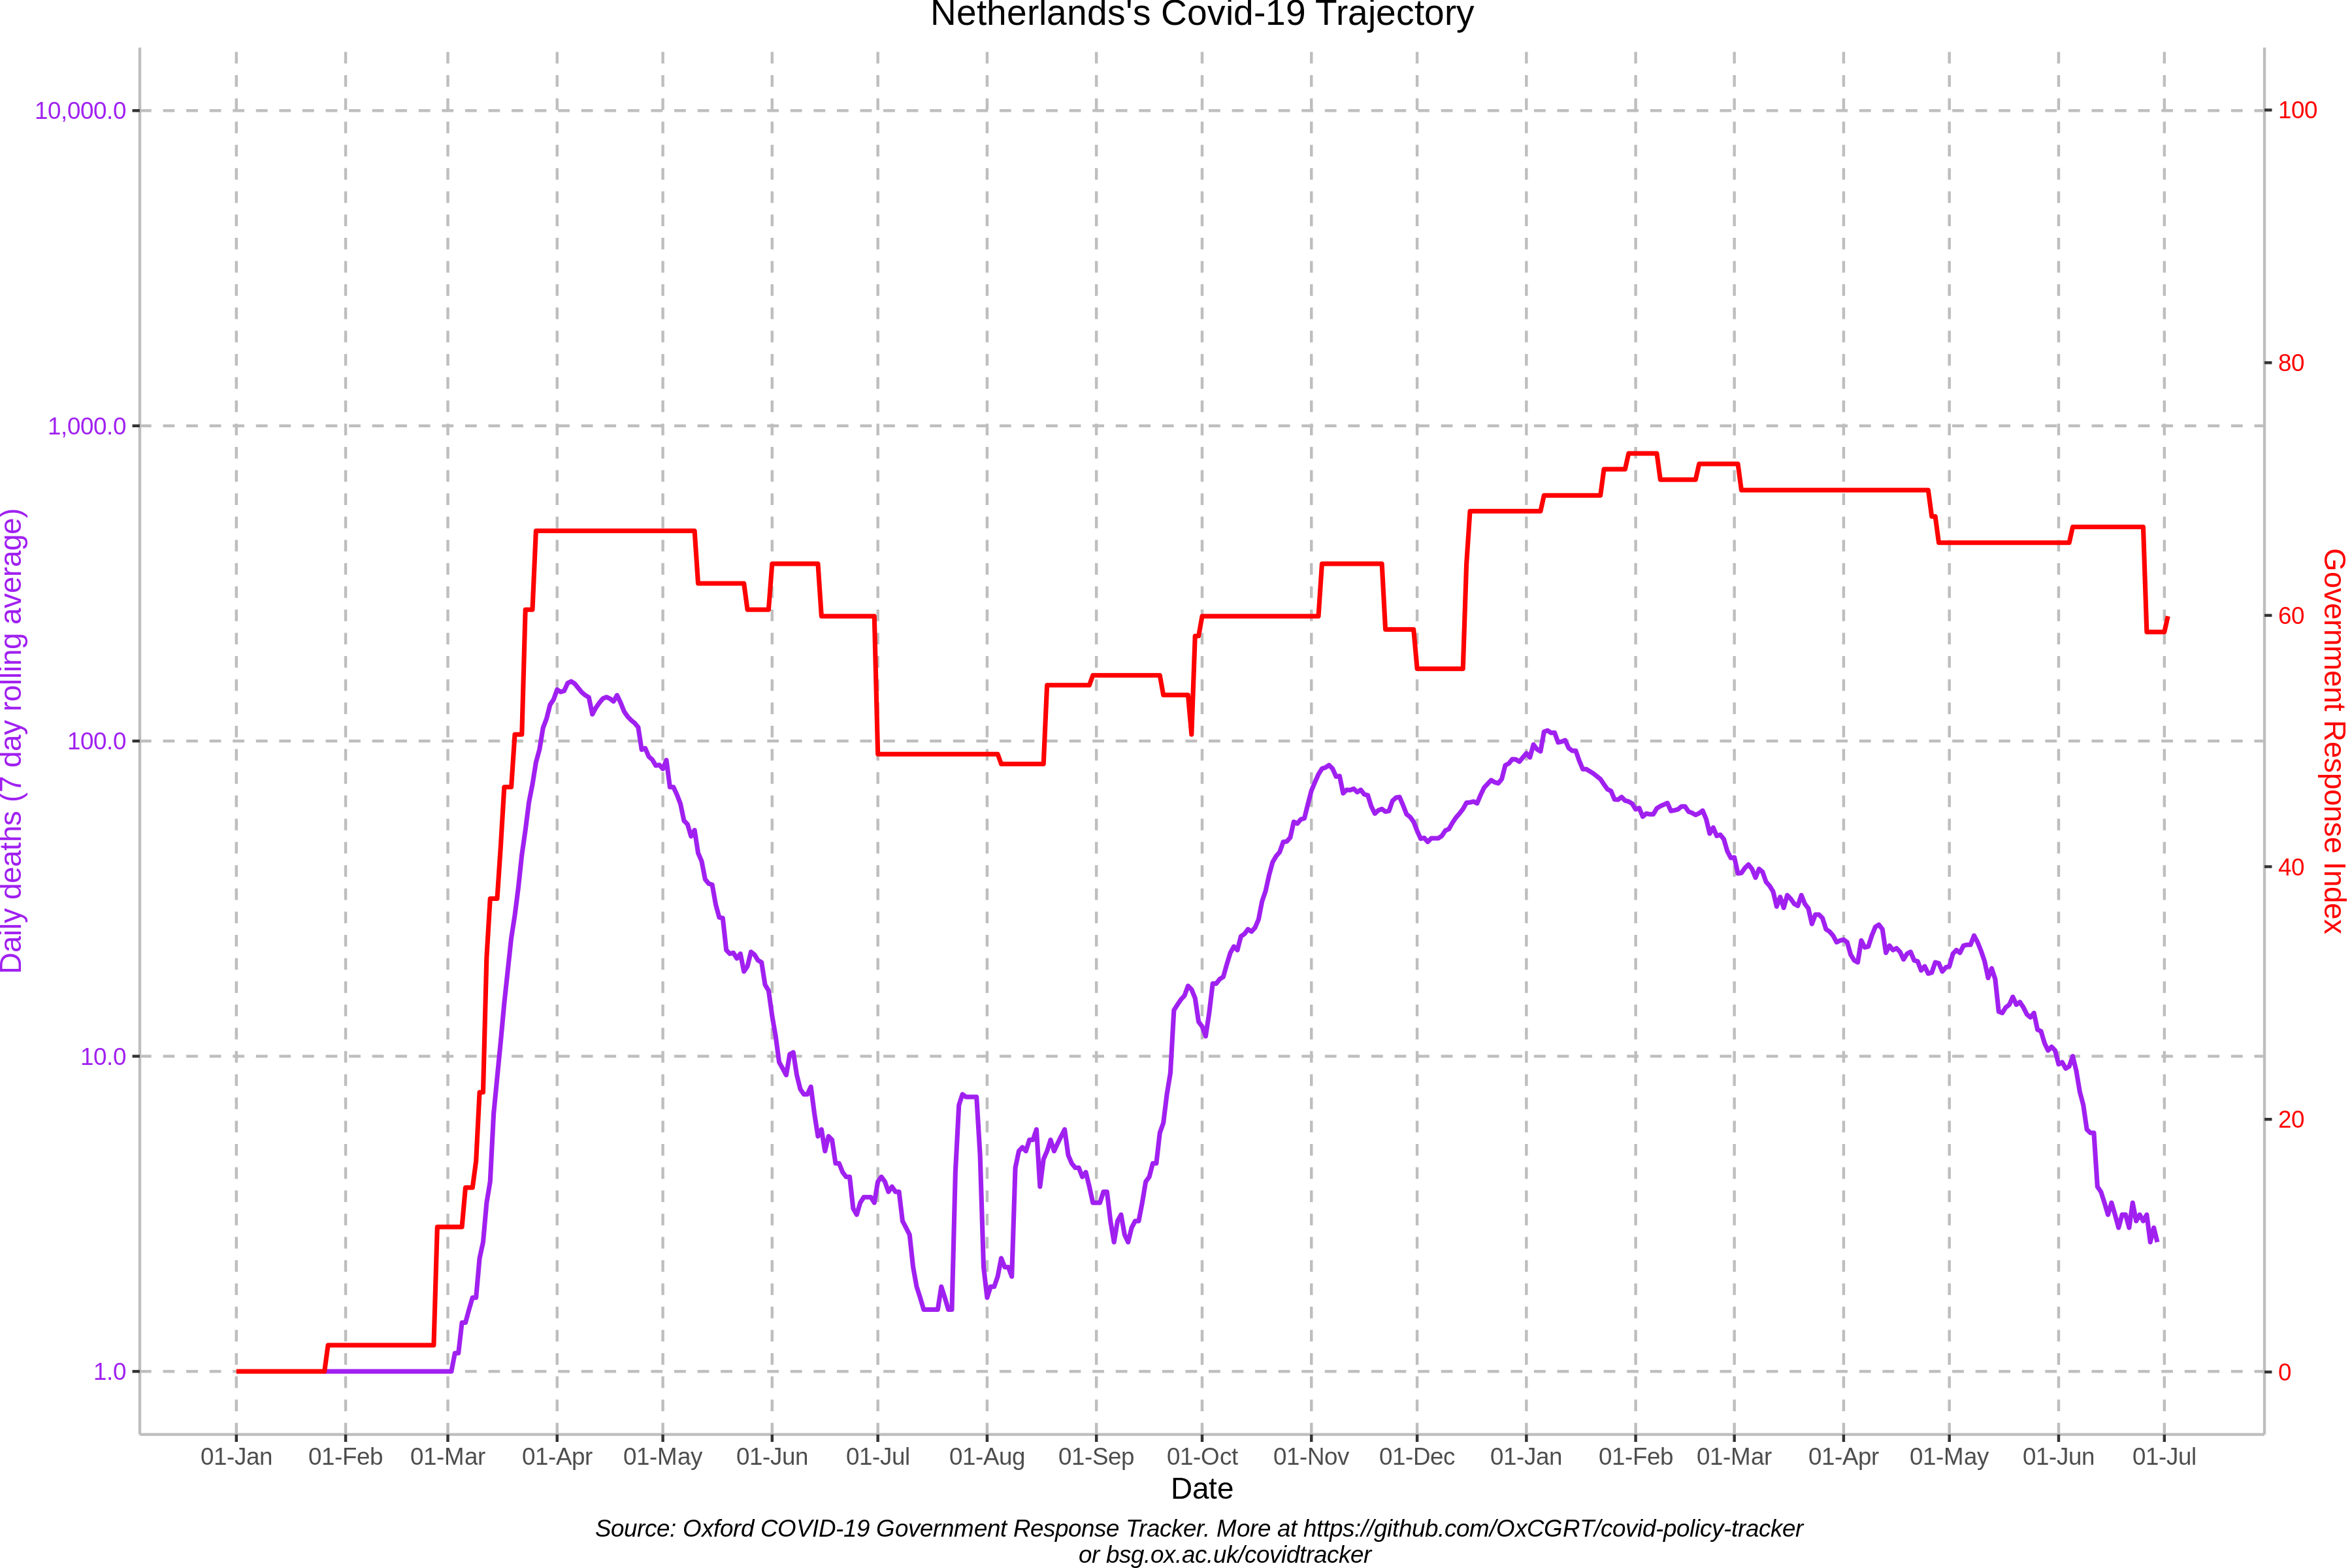 Netherlands's Covid-19 Trajectory
10,000.0
1,000.0
100.0
10.0
1.0
Daily deaths (7 day rolling average)
100
80
60
40
20
0
Government Response Index
01-Jan 01-Feb 01-Mar 01-Apr 01-May 01-Jun 01-Jul 01-Aug 01-Sep 01-Oct 01-Nov 01-Dec 01-Jan 01-Feb 01-Mar 01-Apr 01-May 01-Jun 01-Jul
Date
Source: Oxford COVID-19 Government Response Tracker. More at https://github.com/OxCGRT/covid-policy-tracker
or bsg.ox.ac.uk/covidtracker